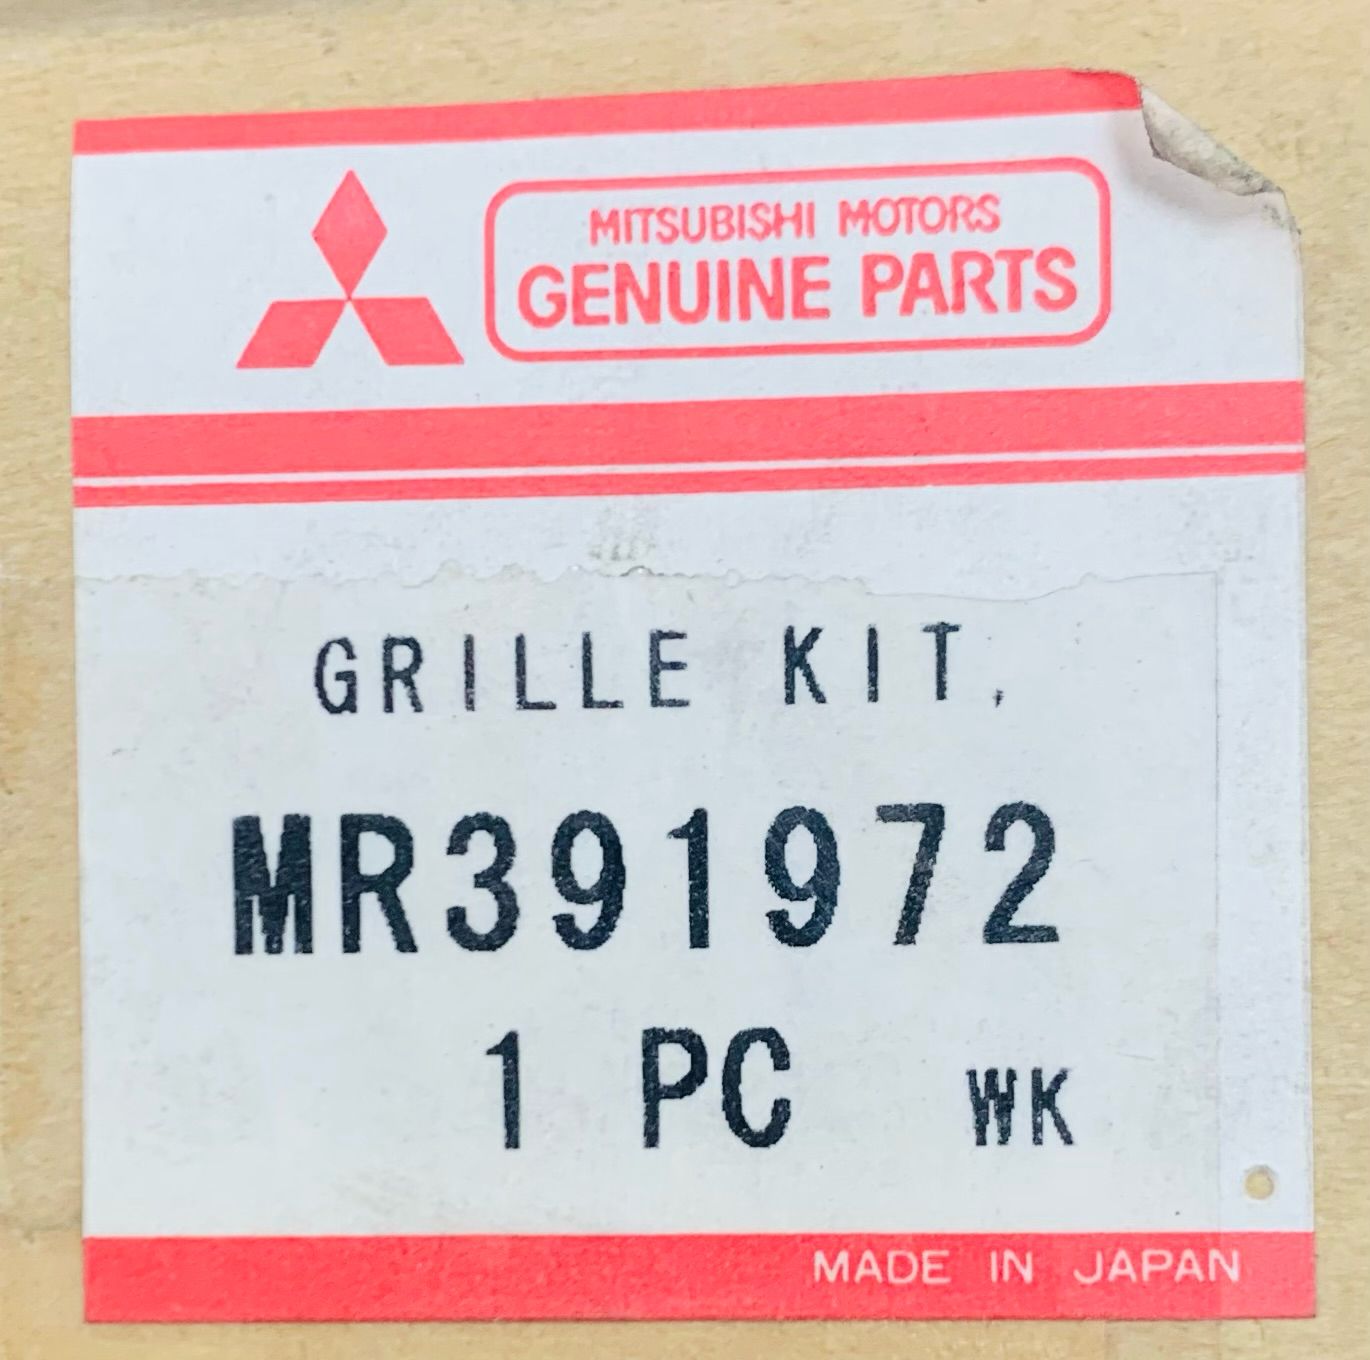 MITSUBISHI MOTORS
GENUINE PARTS
GRILLE KIT,
MR391972
1 PC WK
MADE IN JAPAN